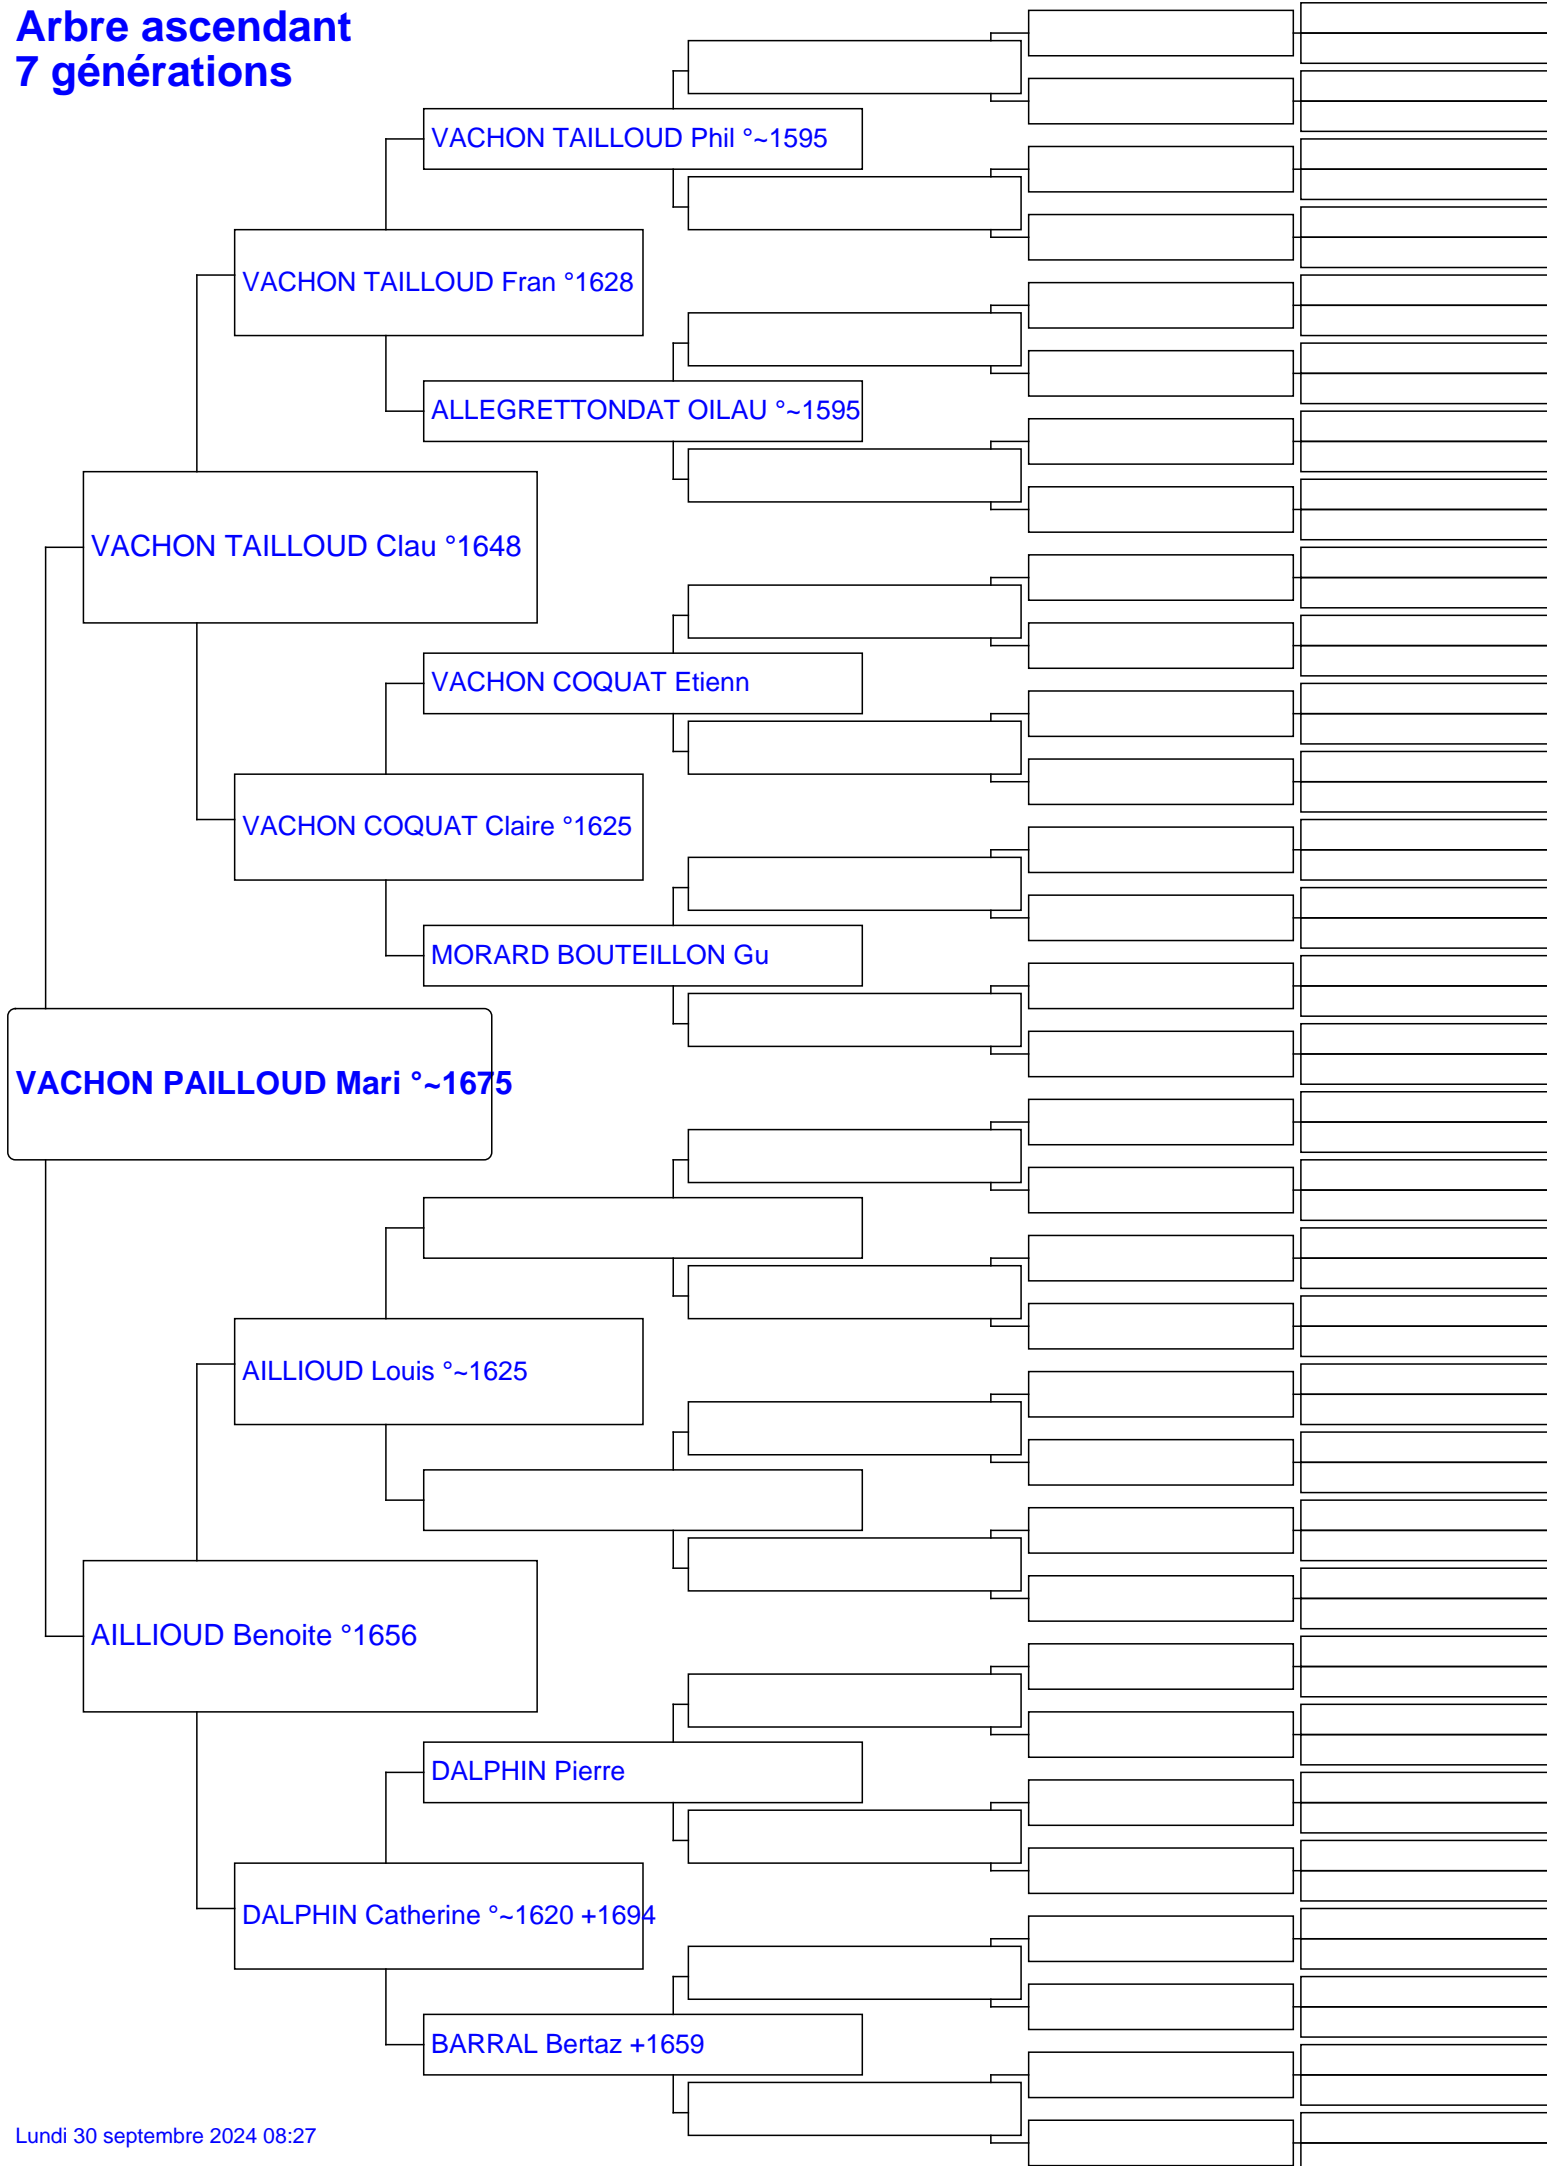 Arbre ascendant
7 générations
VACHON TAILLOUD Phil °~1595
VACHON TAILLOUD Fran °1628
ALLEGRETTONDAT OILAU °~1595
VACHON TAILLOUD Clau °1648
VACHON COQUAT Etienn
VACHON COQUAT Claire °1625
MORARD BOUTEILLON Gu
VACHON PAILLOUD Mari °~1675
AILLIOUD Louis °~1625
AILLIOUD Benoite °1656
DALPHIN Pierre
DALPHIN Catherine °~1620 +1694
BARRAL Bertaz +1659
Lundi 30 septembre 2024 08:27